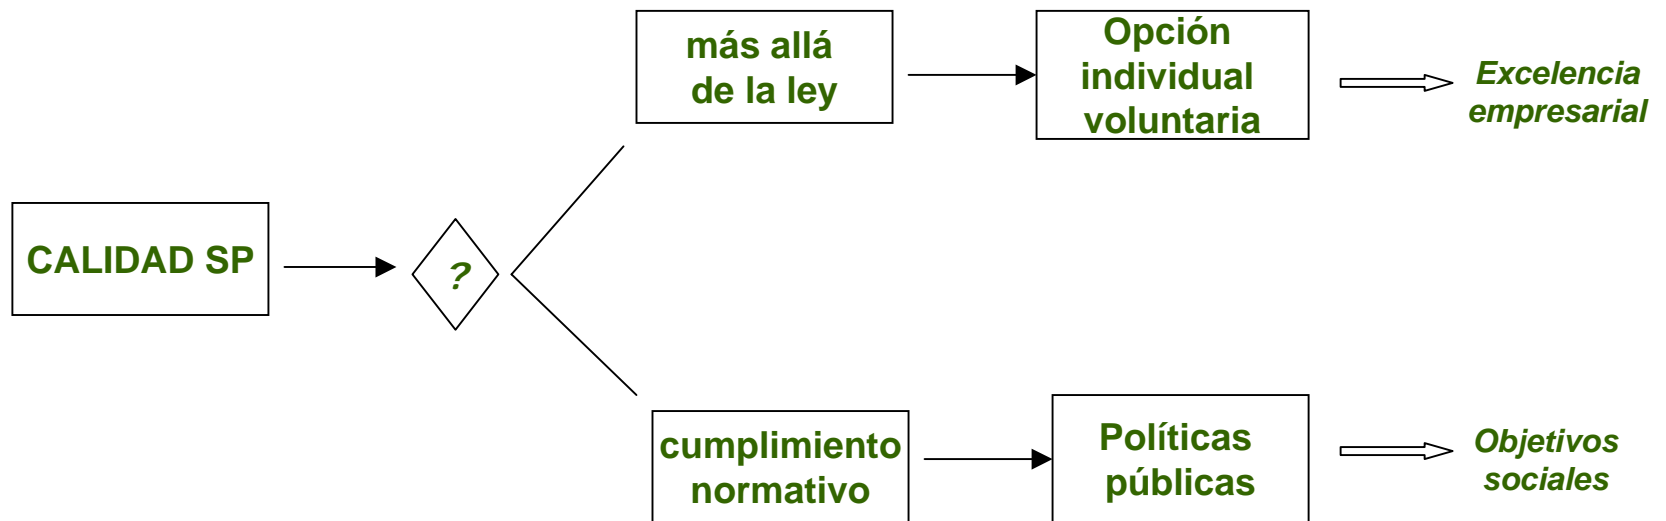 más allá
de la ley
Opción
individual
voluntaria
Excelencia
empresarial
CALIDAD SP
?
cumplimiento
normativo
Políticas
públicas
Objetivos
sociales